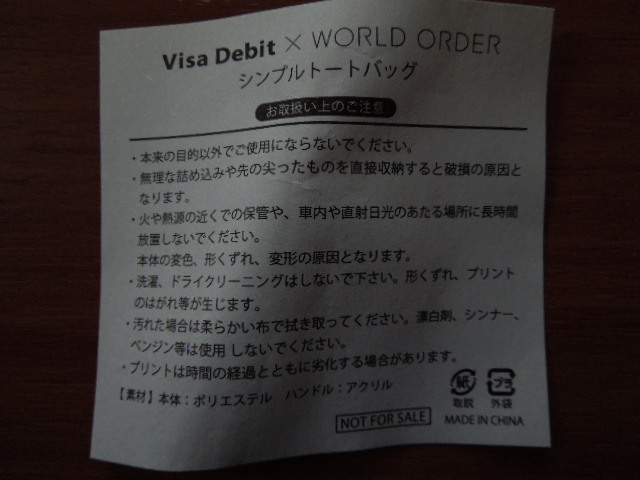 Visa Debit × WORLD ORDER
シンプルトートバッグ
お取扱い上のご注意
・本来の目的以外でご使用にならないでください。
・無理な詰め込みや先の尖ったものを直接収納すると破損の原因と
なります。
・火や熱源の近くでの保管や、車内や直射日光のあたる場所に長時間
放置しないでください。
本体の変色、形くずれ、変形の原因となります。
・洗濯、ドライクリーニングはしないで下さい。形くずれ、プリント
のはがれ等が生じます。
・汚れた場合は柔らかい布で拭き取ってください。漂白剤、シンナー、
ベンジン等は使用しないでください。
・プリントは時間の経過とともに劣化する場合があります。
【素材】本体：ポリエステル ハンドル：アクリル
紙 プラ
取説 外袋
NOT FOR SALE MADE IN CHINA